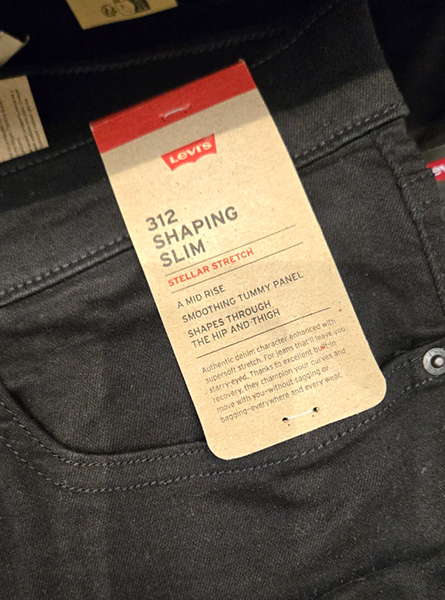 Levi's
312
SHAPING
SLIM
STELLAR STRETCH
A MID RISE
SMOOTHING TUMMY PANEL
SHAPES THROUGH
THE HIP AND THIGH
Authentic denim character enhanced with
supersoft stretch. For jeans that'll leave you
starry-eyed. Thanks to excellent built-in
recovery, they champion your curves and
move with you–without sagging or
bagging–everywhere and every wear.